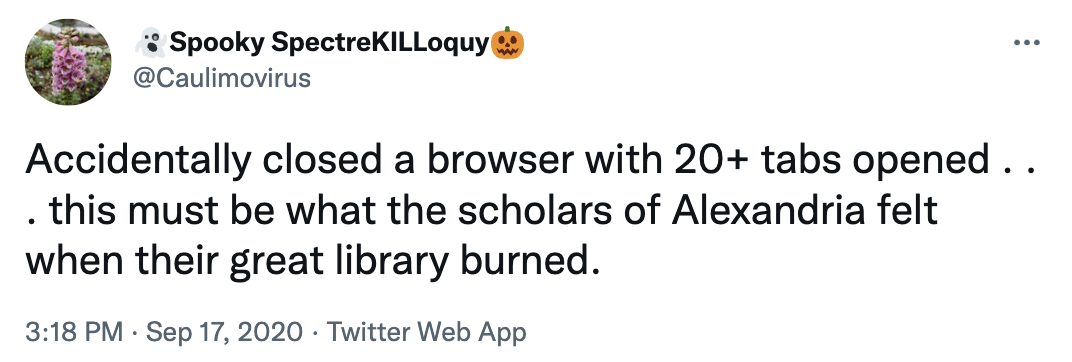 👻Spooky SpectreKILLoquy🎃
@Caulimovirus
Accidentally closed a browser with 20+ tabs opened . .
. this must be what the scholars of Alexandria felt
when their great library burned.
3:18 PM · Sep 17, 2020 · Twitter Web App